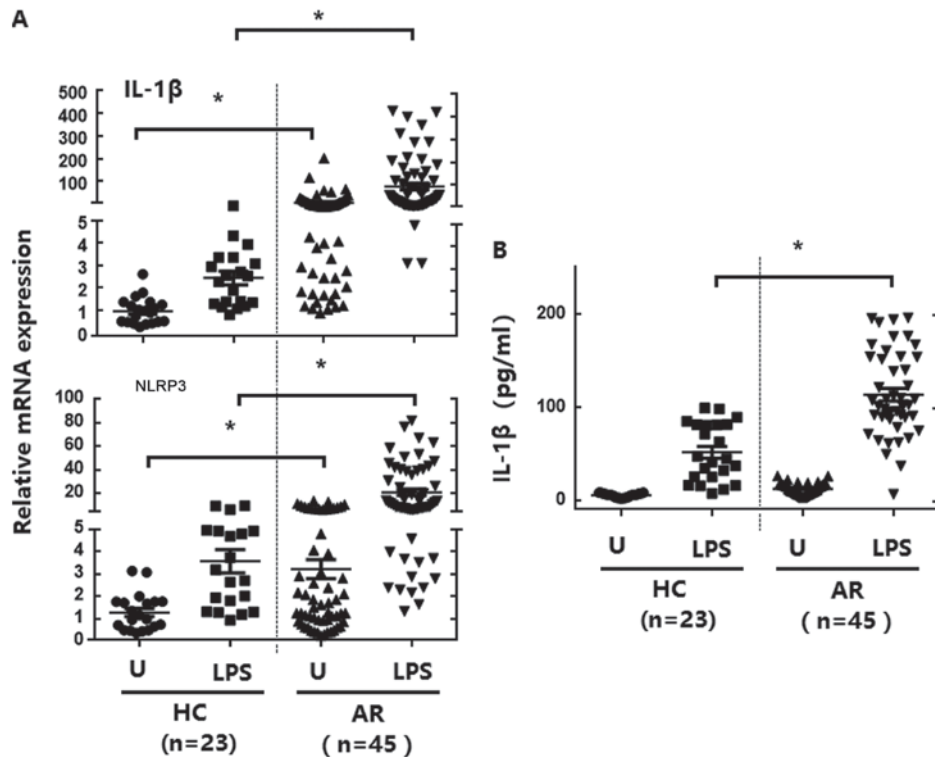 A
*
IL-1β
*
500
400
300
200
100
5
4
3
2
1
0
Relative mRNA expression
NLRP3
*
*
100
80
60
40
20
5
4
3
2
1
0
U LPS U LPS
HC AR
(n=23) (n=45)
B
*
IL-1β (pg/ml)
200
100
0
U LPS U LPS
HC AR
(n=23) (n=45)